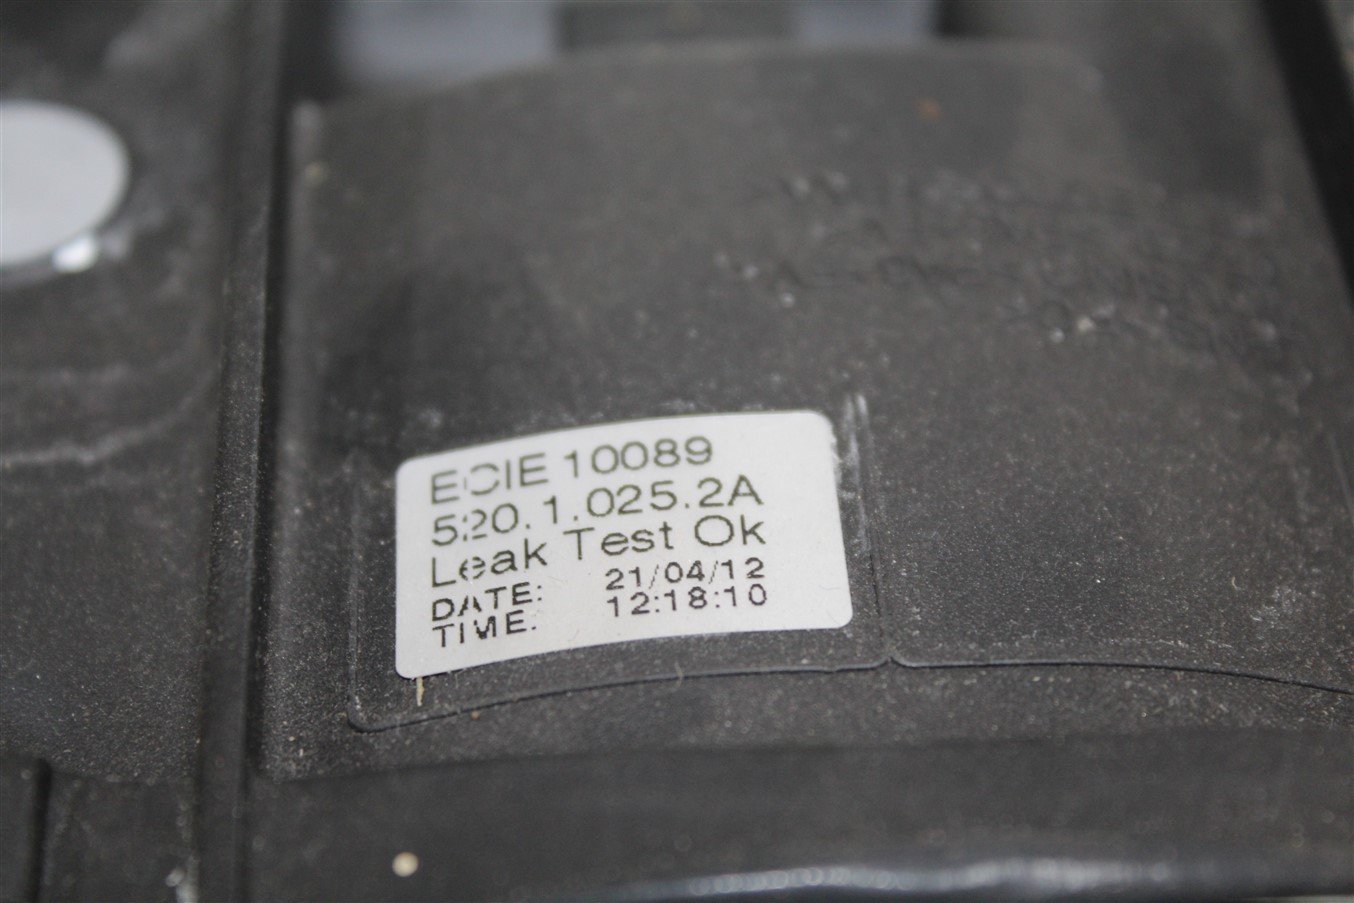 ECIE 10089
520.1.025.2A
Leak Test Ok
DATE: 21/04/12
TIME: 12:18:10